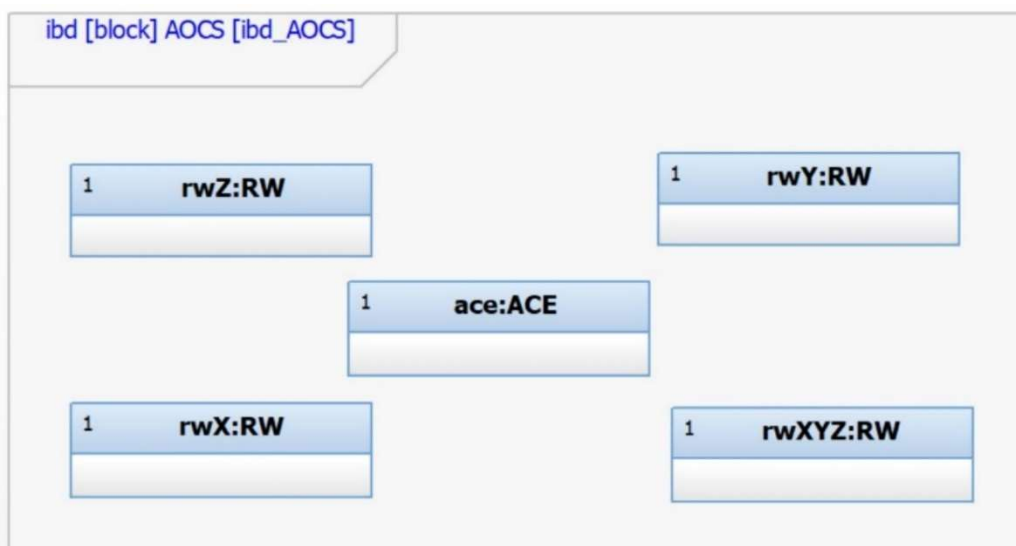 ibd [block] AOCS [ibd_AOCS]
1 rwZ:RW
1 rwY:RW
1 ace:ACE
1 rwX:RW
1 rwXYZ:RW